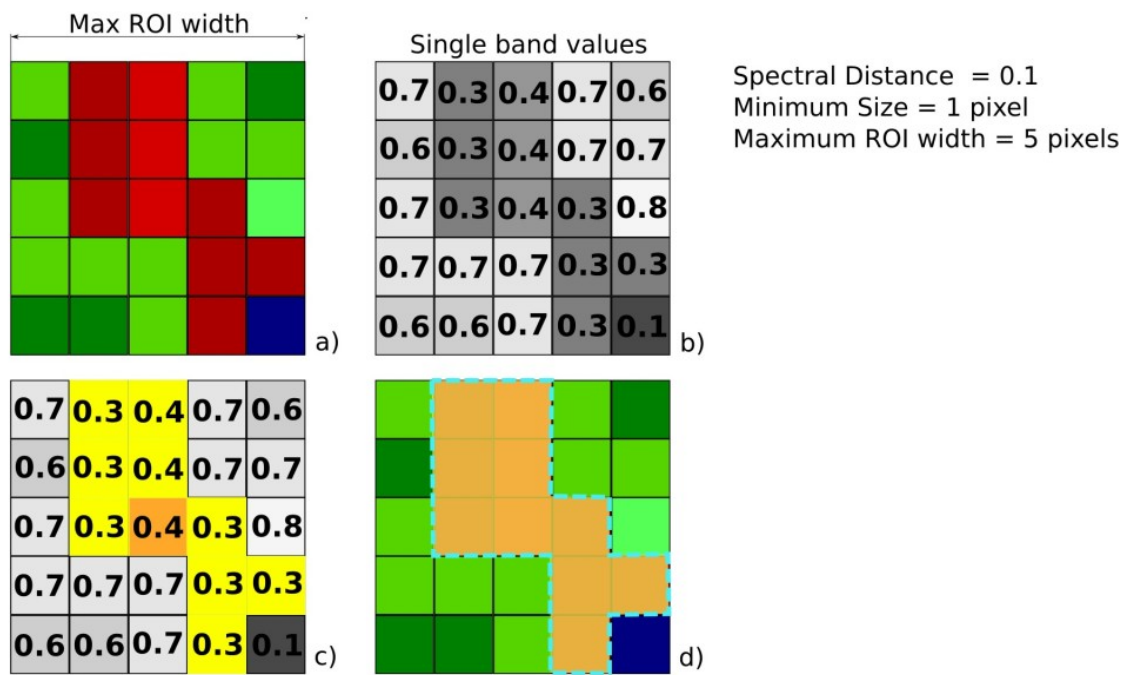 Max ROI width
Single band values
Spectral Distance = 0.1
Minimum Size = 1 pixel
Maximum ROI width = 5 pixels
0.7 0.3 0.4 0.7 0.6
0.6 0.3 0.4 0.7 0.7
0.7 0.3 0.4 0.3 0.8
0.7 0.7 0.7 0.3 0.3
0.6 0.6 0.7 0.3 0.1
a)
b)
0.7 0.3 0.4 0.7 0.6
0.6 0.3 0.4 0.7 0.7
0.7 0.3 0.4 0.3 0.8
0.7 0.7 0.7 0.3 0.3
0.6 0.6 0.7 0.3 0.1
c)
d)